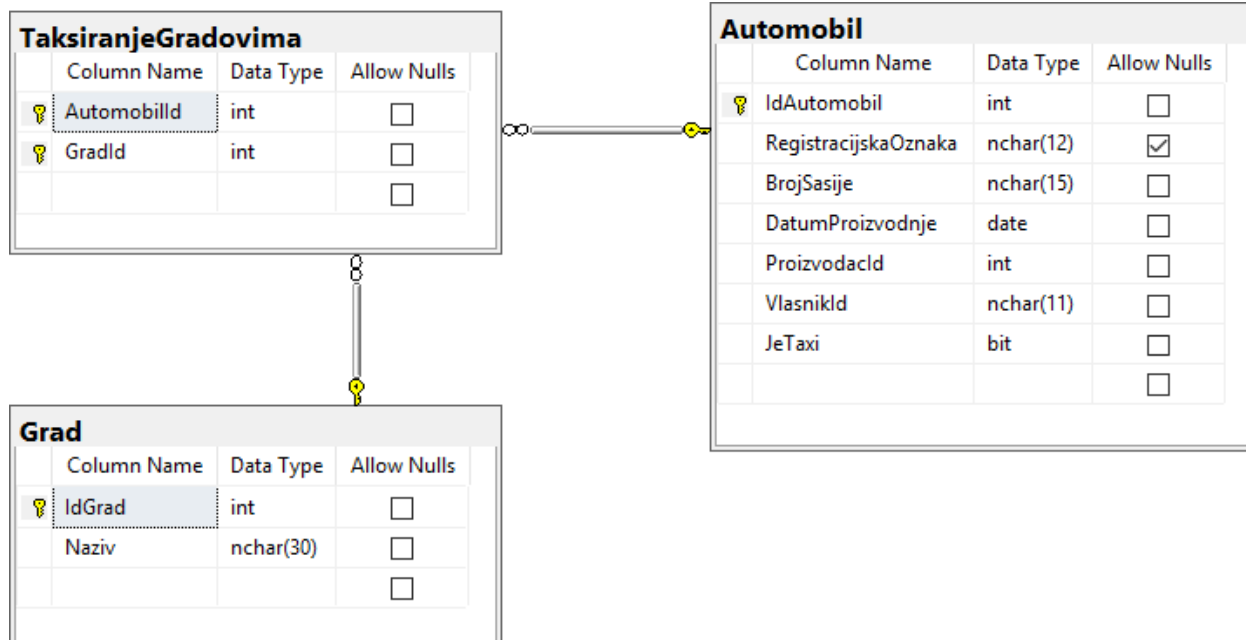 TaksiranjeGradovima
Column Name Data Type Allow Nulls
AutomobilId int
GradId int
Automobil
Column Name Data Type Allow Nulls
IdAutomobil int
RegistracijskaOznaka nchar(12)
BrojSasije nchar(15)
DatumProizvodnje date
ProizvodacId int
VlasnikId nchar(11)
JeTaxi bit
Grad
Column Name Data Type Allow Nulls
IdGrad int
Naziv nchar(30)